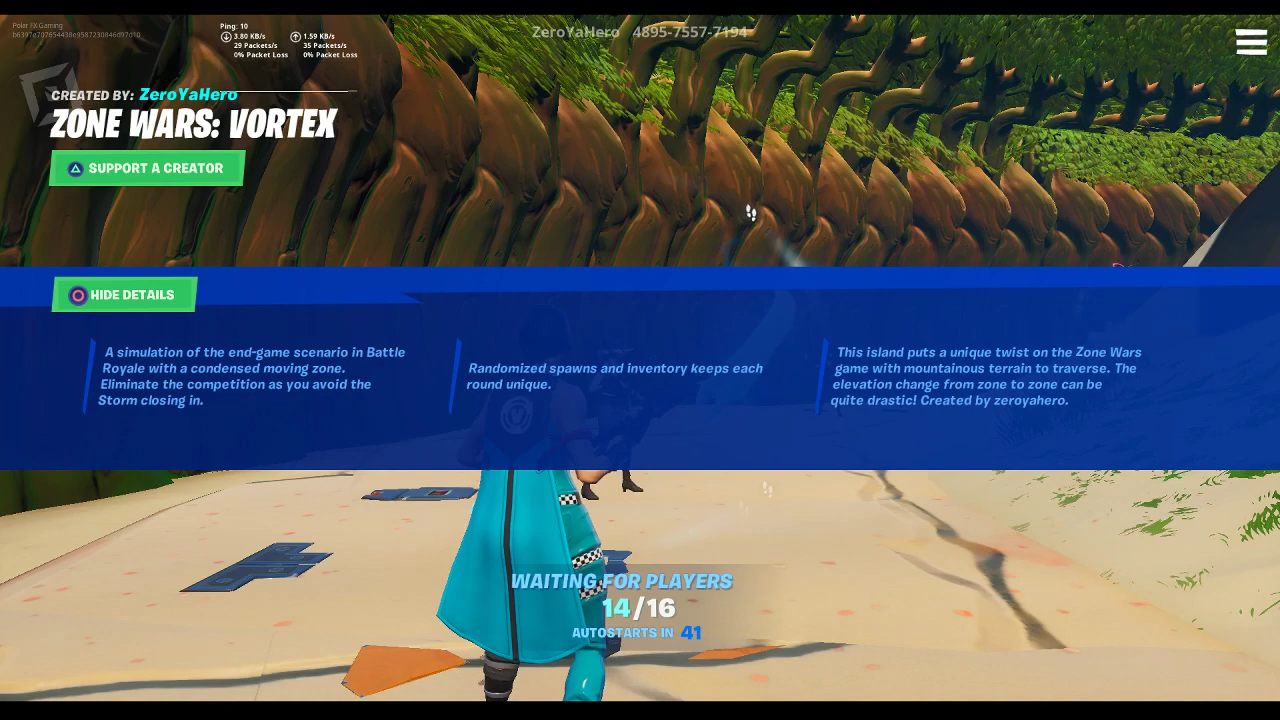 Polar FX Gaming
Ping: 10
3.80 KB/s 1.59 KB/s
29 Packets/s 35 Packets/s
0% Packet Loss 0% Packet Loss
ZeroYaHero 4895-7557-7194
CREATED BY: ZeroYaHero
ZONE WARS: VORTEX
SUPPORT A CREATOR
HIDE DETAILS
A simulation of the end-game scenario in Battle
Royale with a condensed moving zone.
Eliminate the competition as you avoid the
Storm closing in.
Randomized spawns and inventory keeps each
round unique.
This island puts a unique twist on the Zone Wars
game with mountainous terrain to traverse. The
elevation change from zone to zone can be
quite drastic! Created by zeroyahero.
WAITING FOR PLAYERS
14/16
AUTOSTARTS IN 41